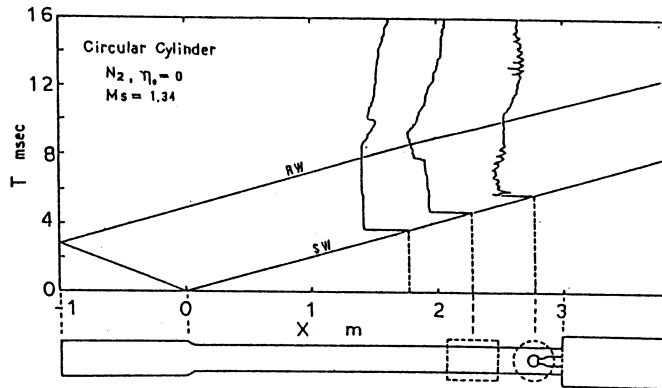 16
12
8
4
0
T msec
Circular Cylinder
N2, η0=0
Ms=1.34
RW
SW
-1
0
1
2
3
X m